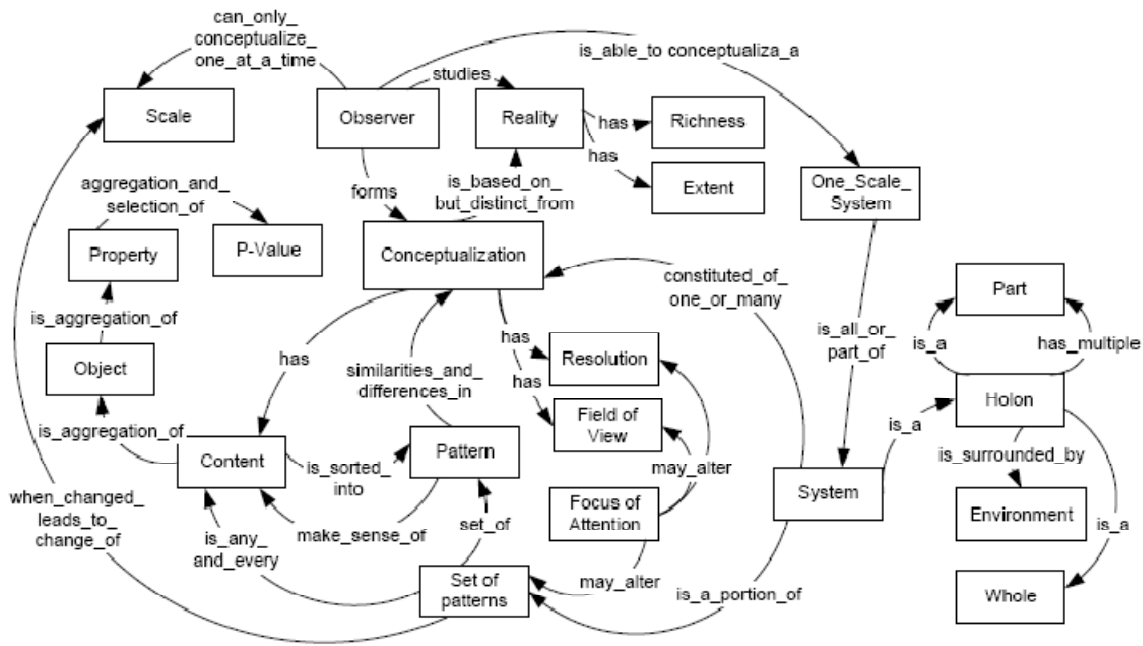 can_only_
conceptualize_
one_at_a_time
is_able_to conceptualiza_a
studies
Scale
Observer
Reality
has
Richness
has
Extent
One_Scale_
System
aggregation_and_
selection_of
forms
is_based_on_
but_distinct_from
Property
P-Value
Conceptualization
constituted_of_
one_or_many
Part
is_aggregation_of
is_all_or_
part_of
is_a
has_multiple
Object
has
similarities_and_
differences_in
has
Resolution
has
Holon
Field of
View
is_aggregation_of
is_a
Content
is_sorted_
into
Pattern
may_alter
is_surrounded_by
System
when_changed_
leads_to_
change_of
is_any_
and_every
make_sense_of
set_of
Focus of
Attention
Environment
is_a
Set of
patterns
may_alter
is_a_portion_of
Whole